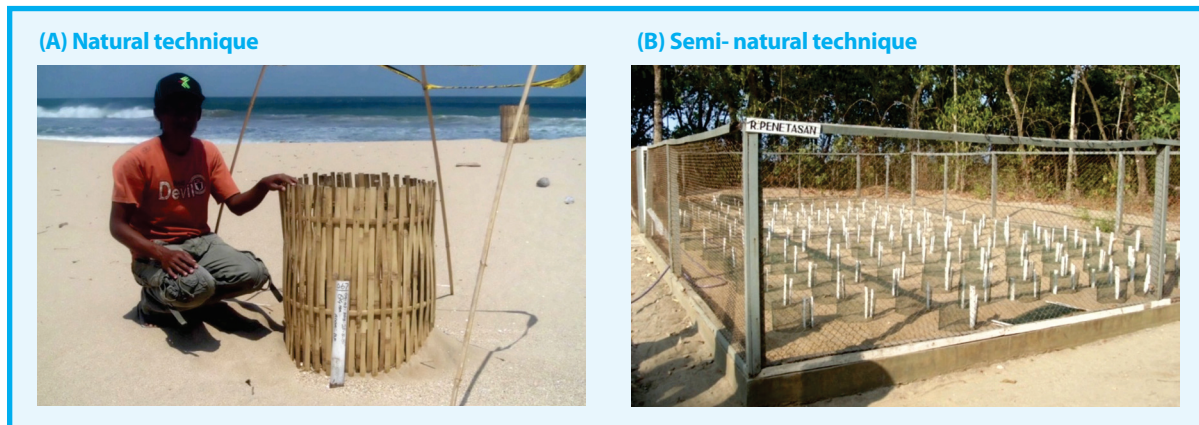 (A) Natural technique
(B) Semi- natural technique
Devil
R.PENETASAN